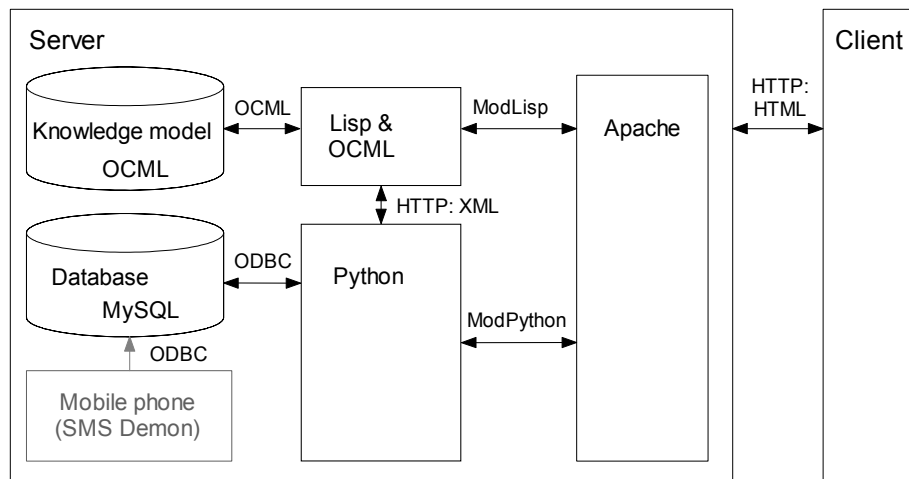 Server
Client
OCML
ModLisp
HTTP:
HTML
Knowledge model
OCML
Lisp &
OCML
Apache
HTTP: XML
Database
MySQL
ODBC
Python
ModPython
ODBC
Mobile phone
(SMS Demon)